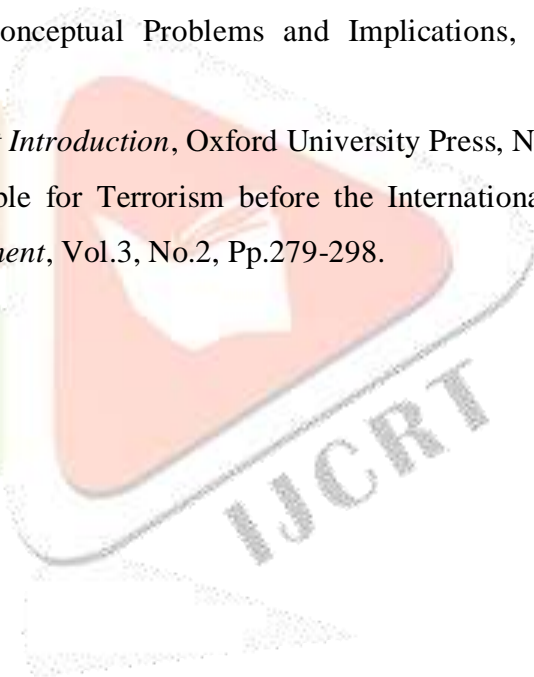 onceptual Problems and Implications,
Introduction, Oxford University Press, N
ble for Terrorism before the Internationa
nent, Vol.3, No.2, Pp.279-298.
IJCRT